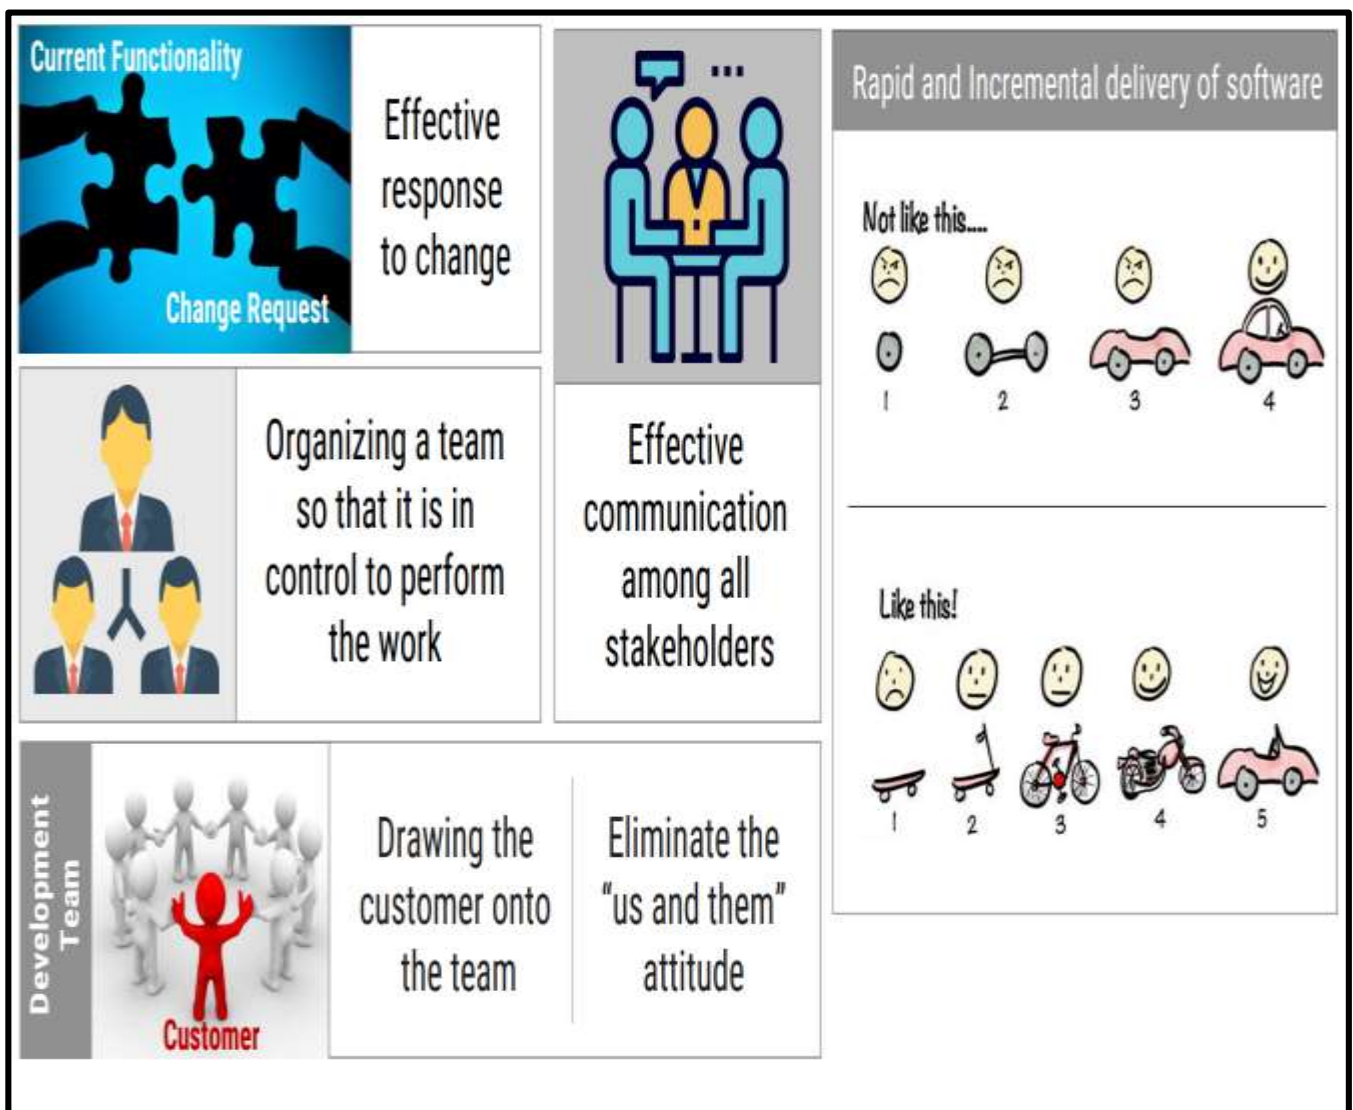 Current Functionality
Change Request
Effective
response
to change
Organizing a team
so that it is in
control to perform
the work
...
Effective
communication
among all
stakeholders
Development
Team
Customer
Drawing the
customer onto
the team
Eliminate the
“us and them”
attitude
Rapid and Incremental delivery of software
Not like this....
1 2 3 4
Like this!
1 2 3 4 5